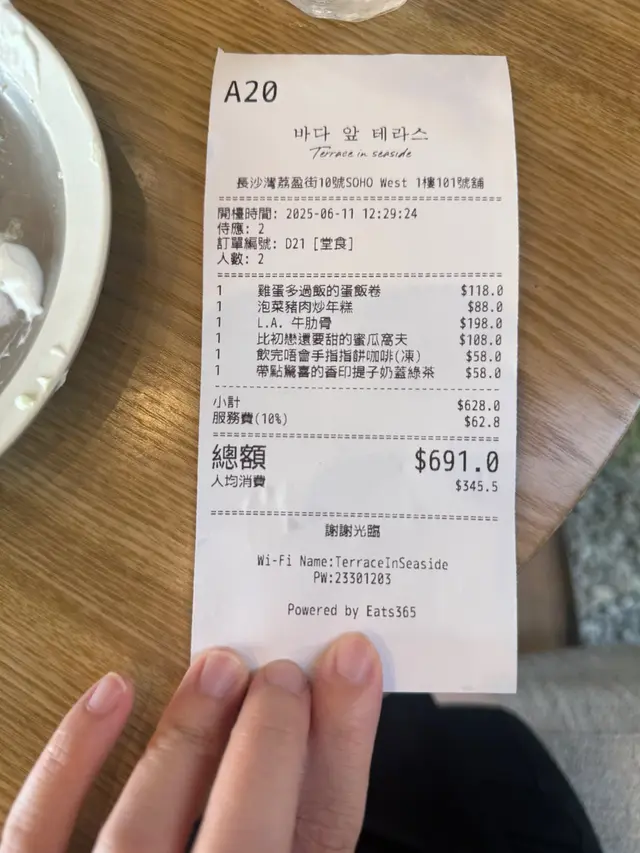 A20
바다 앞 테라스
Terrace in seaside
長沙灣荔盈街10號SOHO West 1樓101號舖
開檯時間: 2025-06-11 12:29:24
侍應: 2
訂單編號: D21 [堂食]
人數: 2
1 雞蛋多過飯的蛋飯卷 $118.0
1 泡菜豬肉炒年糕 $88.0
1 L.A. 牛肋骨 $198.0
1 比初戀還要甜的蜜瓜窩夫 $108.0
1 飲完唔會手指指餅咖啡(凍) $58.0
1 帶點驚喜的香印提子奶蓋綠茶 $58.0
小計 $628.0
服務費(10%) $62.8
總額 $691.0
人均消費 $345.5
謝謝光臨
Wi-Fi Name:TerraceInSeaside
PW:23301203
Powered by Eats365